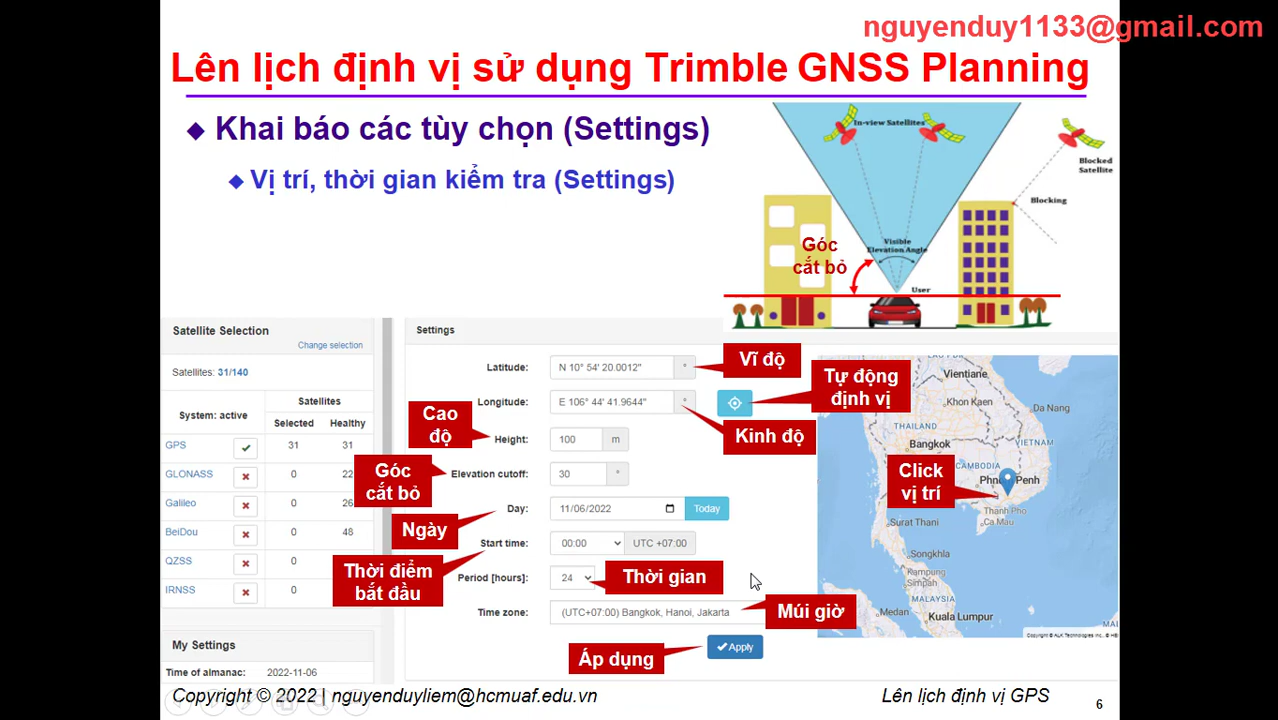 nguyenduy1133@gmail.com
Lên lịch định vị sử dụng Trimble GNSS Planning
Khai báo các tùy chọn (Settings)
Vị trí, thời gian kiểm tra (Settings)
In-view Satellites
Blocked
Satellite
Blocking
Visible
Elevation Angle
Góc
cắt bỏ
User
Satellite Selection
Change selection
Satellites: 31/140
System: active
Satellites
Selected
Healthy
GPS
31
31
GLONASS
0
22
Galileo
0
26
BeiDou
0
48
QZSS
0
IRNSS
0
My Settings
Time of almanac:
2022-11-06
Settings
Latitude:
N 10° 54' 20.0012"
°
Vĩ độ
Longitude:
E 106° 44' 41.9644"
°
Tự động
định vị
Kinh độ
Cao
độ
Height:
100
m
Góc
cắt bỏ
Elevation cutoff:
30
°
Ngày
Day:
11/06/2022
Today
Thời điểm
bắt đầu
Start time:
00:00
UTC +07:00
Period [hours]:
24
Thời gian
Time zone:
(UTC+07:00) Bangkok, Hanoi, Jakarta
Múi giờ
Áp dụng
Apply
Vientiane
Khon Kaen
Da Nang
THAILAND
VIETNAM
Bangkok
CAMBODIA
Click
vị trí
Penh
Thanh Pho
Ca Mau
Surat Thani
Songkhla
Rampung
Simpah
MALAYSIA
Medan
Kuala Lumpur
Copyright © 2022 | nguyenduyliem@hcmuaf.edu.vn
Lên lịch định vị GPS
6